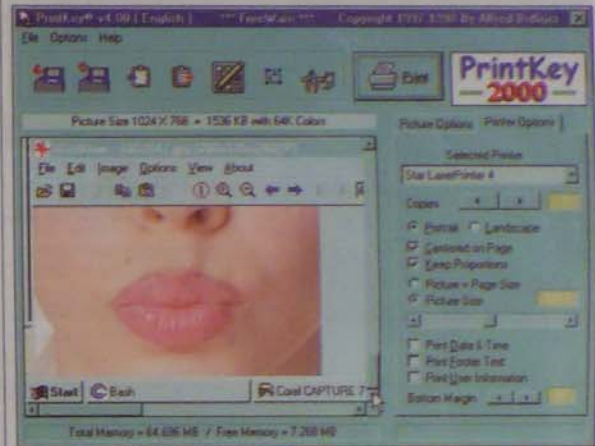 PrintKey® v4.00 ( English ) *** FreeWare *** Copyright 1997-1998 by Alfred
File Options Help
Print
PrintKey
2000
Picture Size 1024 X 768 = 1536 KB with 64K Colors
Picture Options Printer Options
Selected Printer
Star LaserPrinter 4
File Edit Image Options View About
Copies
Portrait Landscape
Centered on Page
Keep Proportions
Picture = Page Size
Picture Size
Print Date & Time
Print Footer Text
Print User Information
Start Bash Corel CAPTURE 7
Bottom Margin
Total Memory = 64.696 MB / Free Memory = 7.268 MB